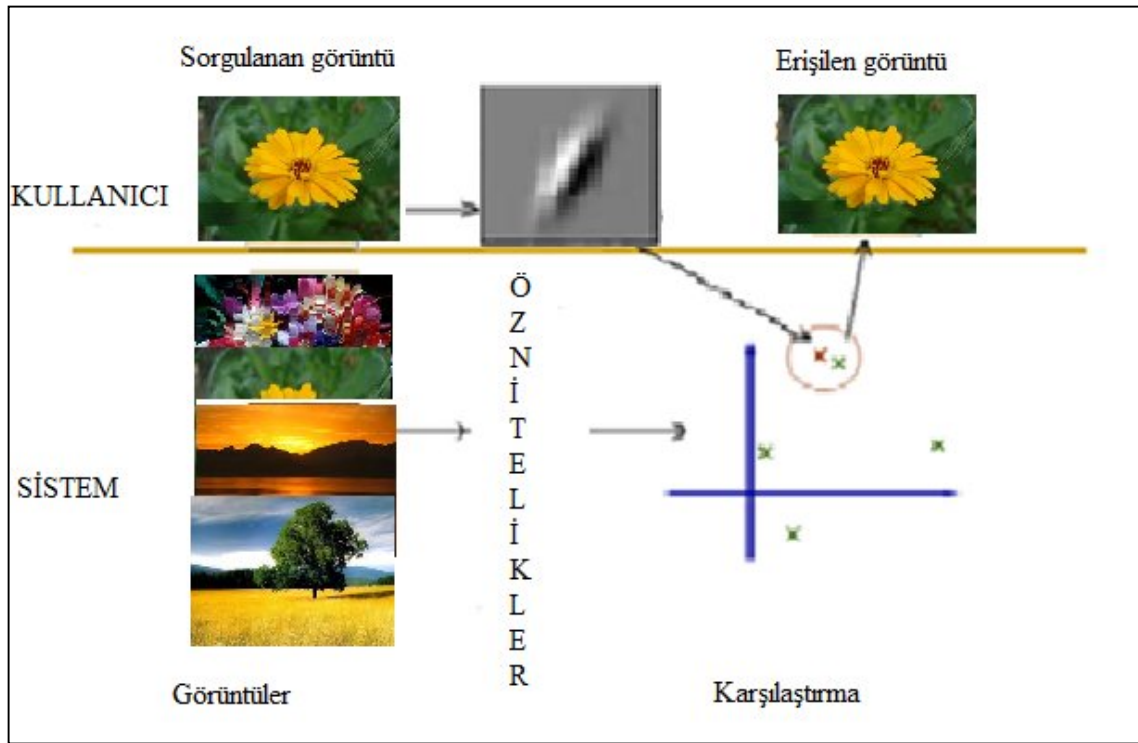 Sorgulanan görüntü
Erişilen görüntü
KULLANICI
Ö
Z
N
İ
T
E
L
İ
K
L
E
R
SİSTEM
Görüntüler
Karşılaştırma